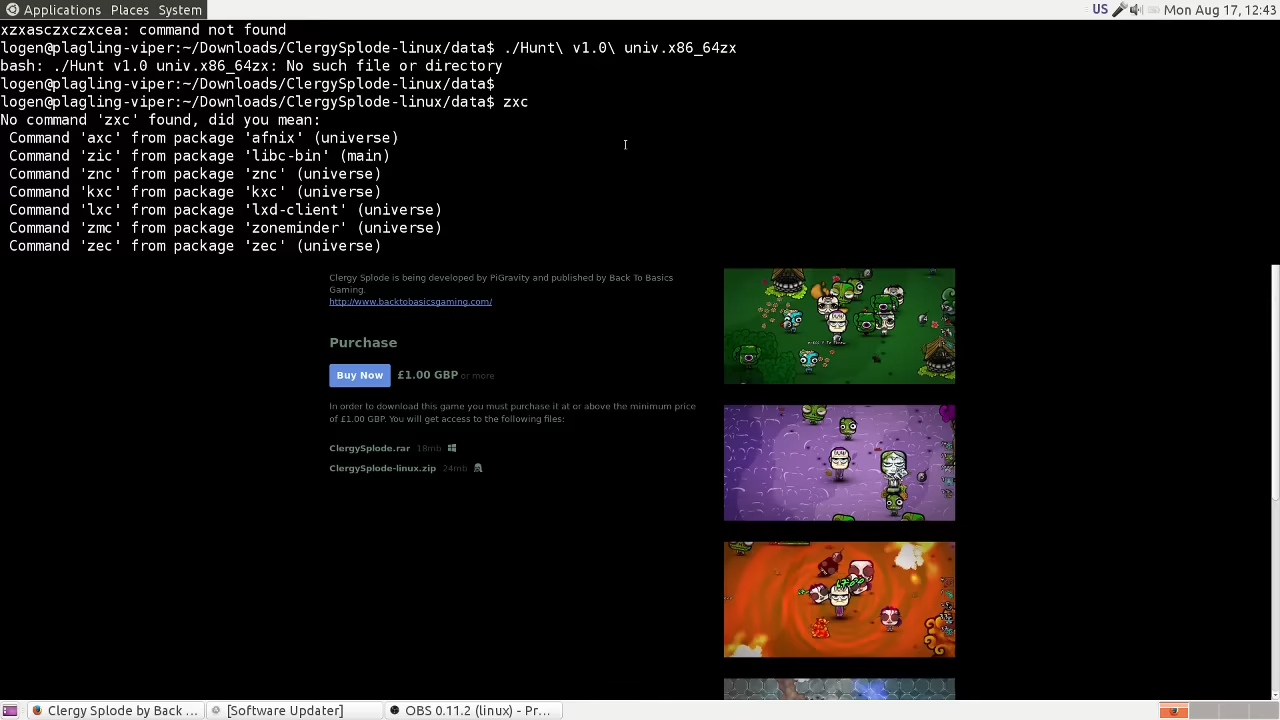 Applications Places System
US Mon Aug 17, 12:43
xzxasczxczxcea: command not found
logen@plagling-viper:~/Downloads/ClergySplode-linux/data$ ./Hunt\ v1.0\ univ.x86_64zx
bash: ./Hunt v1.0 univ.x86_64zx: No such file or directory
logen@plagling-viper:~/Downloads/ClergySplode-linux/data$
logen@plagling-viper:~/Downloads/ClergySplode-linux/data$ zxc
No command 'zxc' found, did you mean:
Command 'axc' from package 'afnix' (universe)
Command 'zic' from package 'libc-bin' (main)
Command 'znc' from package 'znc' (universe)
Command 'kxc' from package 'kxc' (universe)
Command 'lxc' from package 'lxd-client' (universe)
Command 'zmc' from package 'zoneminder' (universe)
Command 'zec' from package 'zec' (universe)
Clergy Splode is being developed by PiGravity and published by Back To Basics
Gaming.
http://www.backtobasicsgaming.com/
Purchase
Buy Now £1.00 GBP or more
In order to download this game you must purchase it at or above the minimum price
of £1.00 GBP. You will get access to the following files:
ClergySplode.rar 18mb
ClergySplode-linux.zip 24mb
Clergy Splode by Back ...
[Software Updater]
OBS 0.11.2 (linux) - Pr...